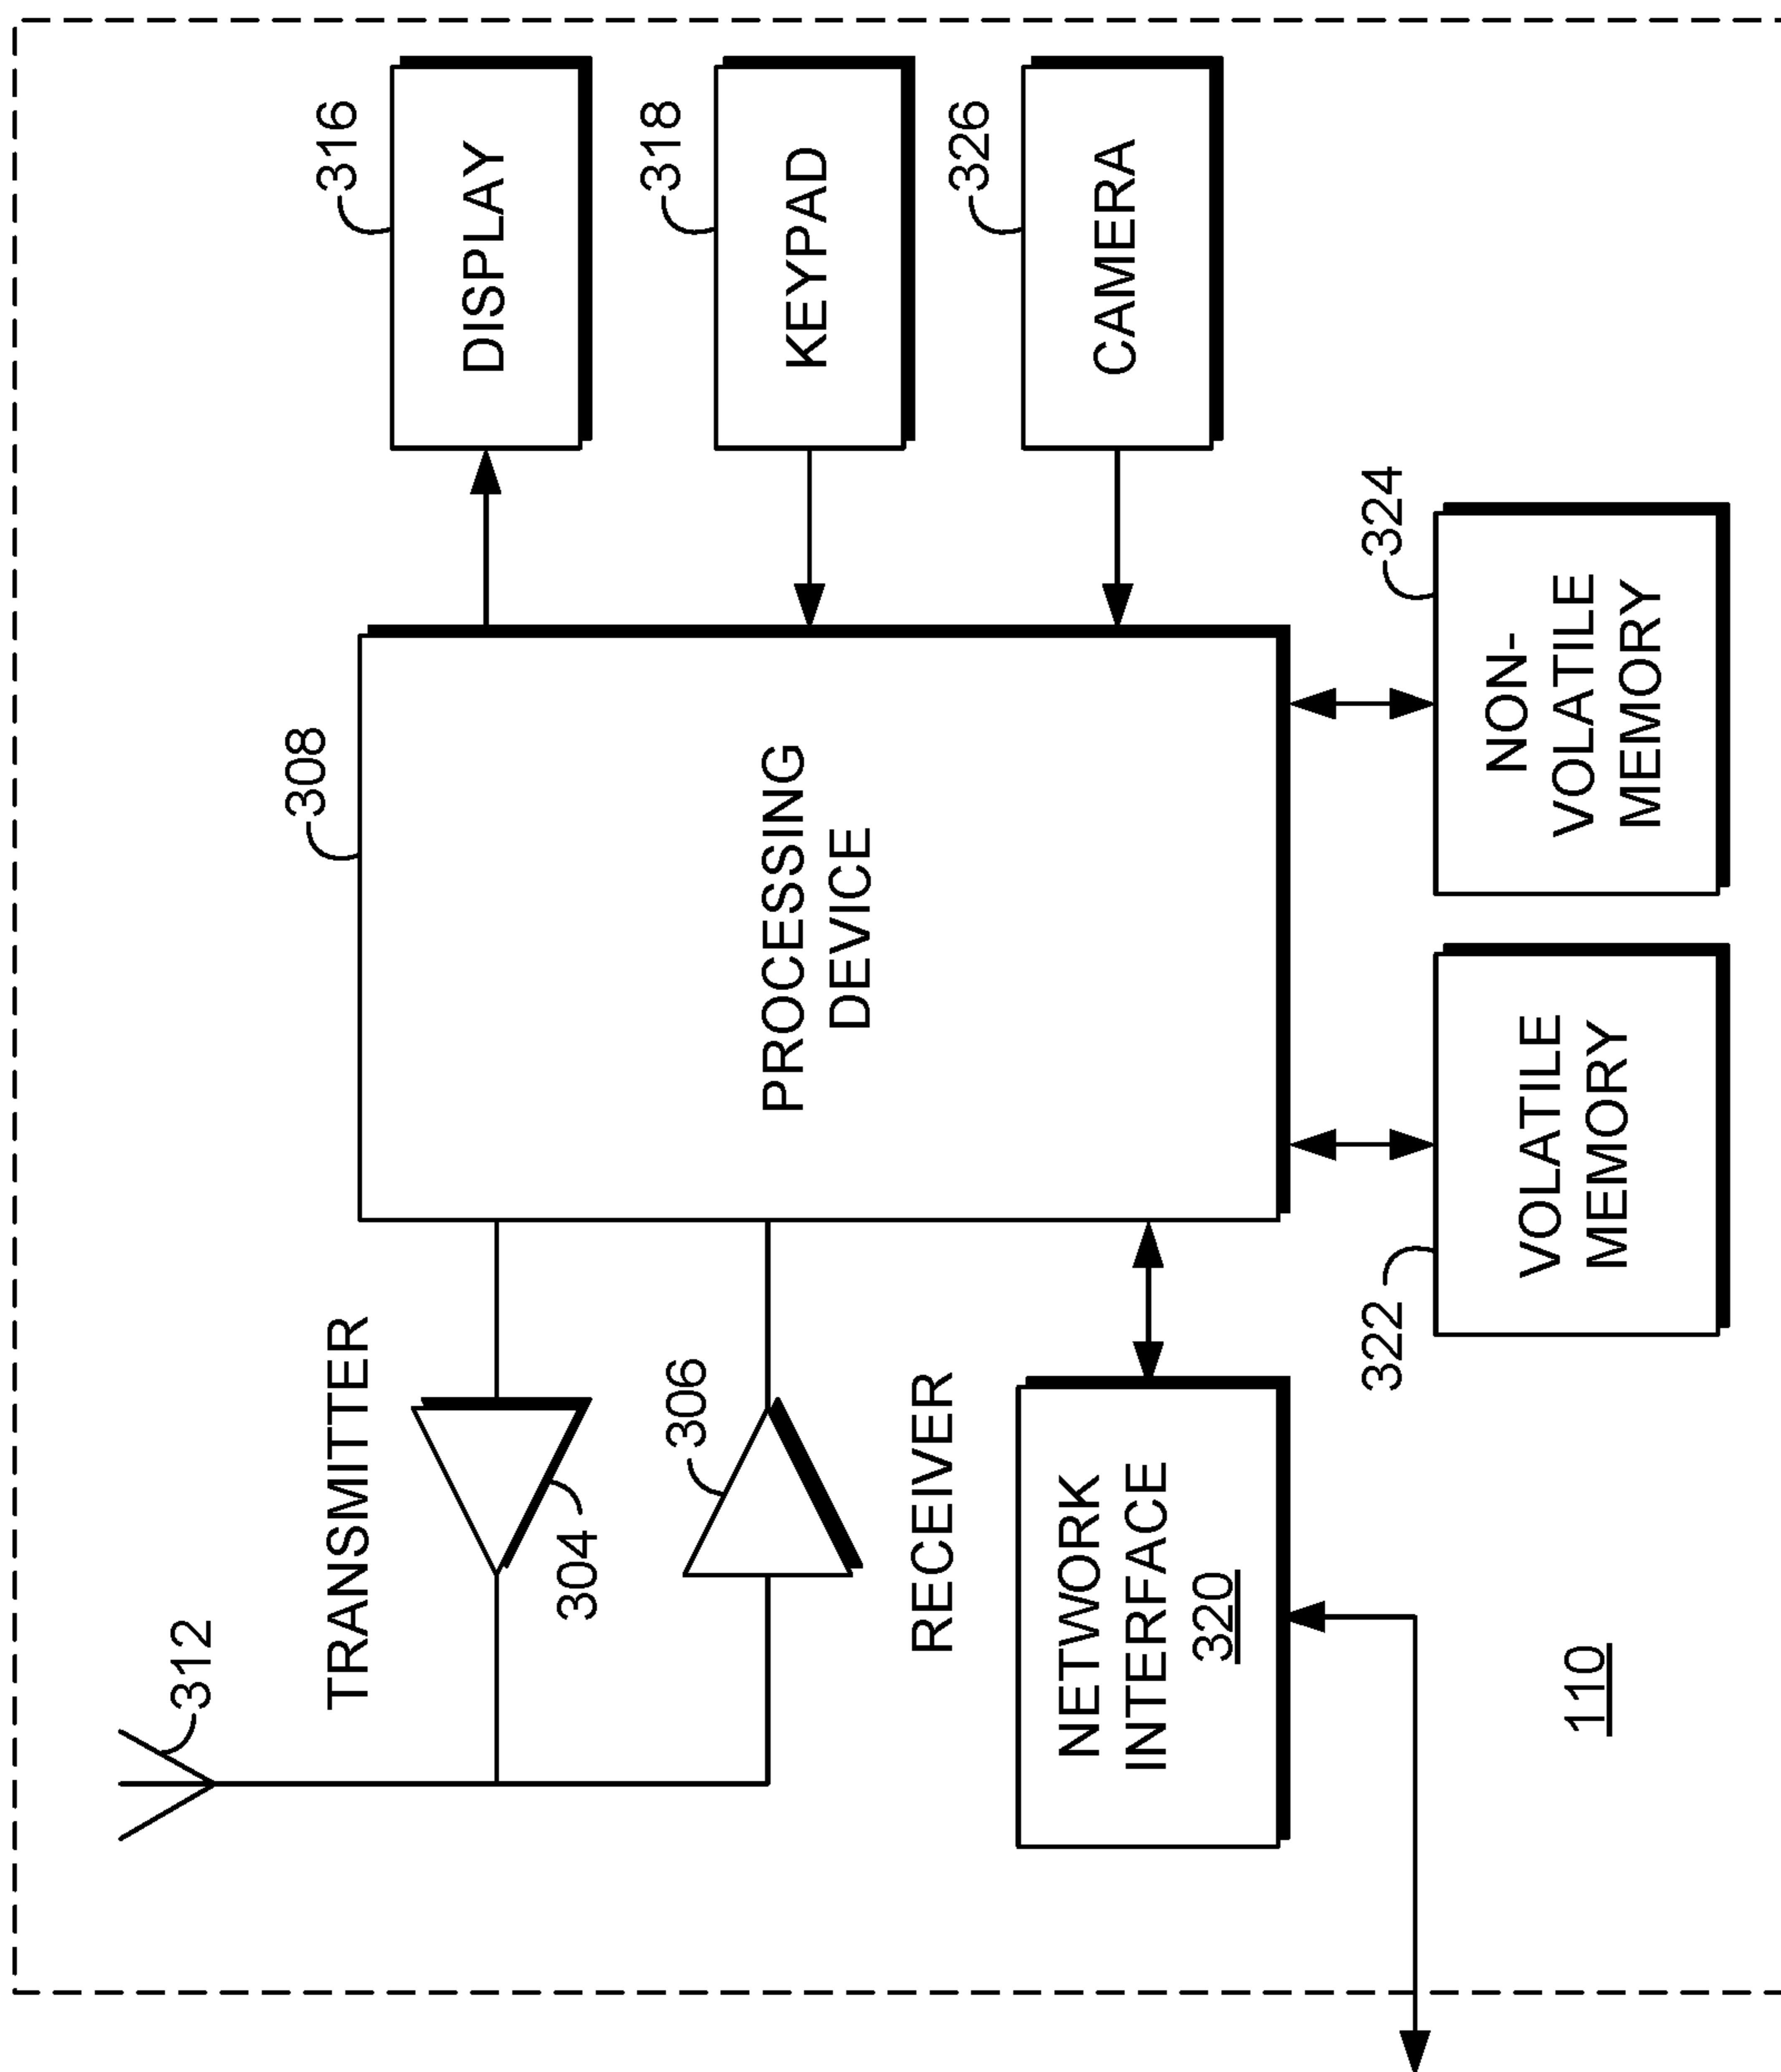 312
TRANSMITTER
304
306
RECEIVER
NETWORK
INTERFACE
320
110
308
PROCESSING
DEVICE
316
DISPLAY
318
KEYPAD
326
CAMERA
322
VOLATILE
MEMORY
324
NON-
VOLATILE
MEMORY